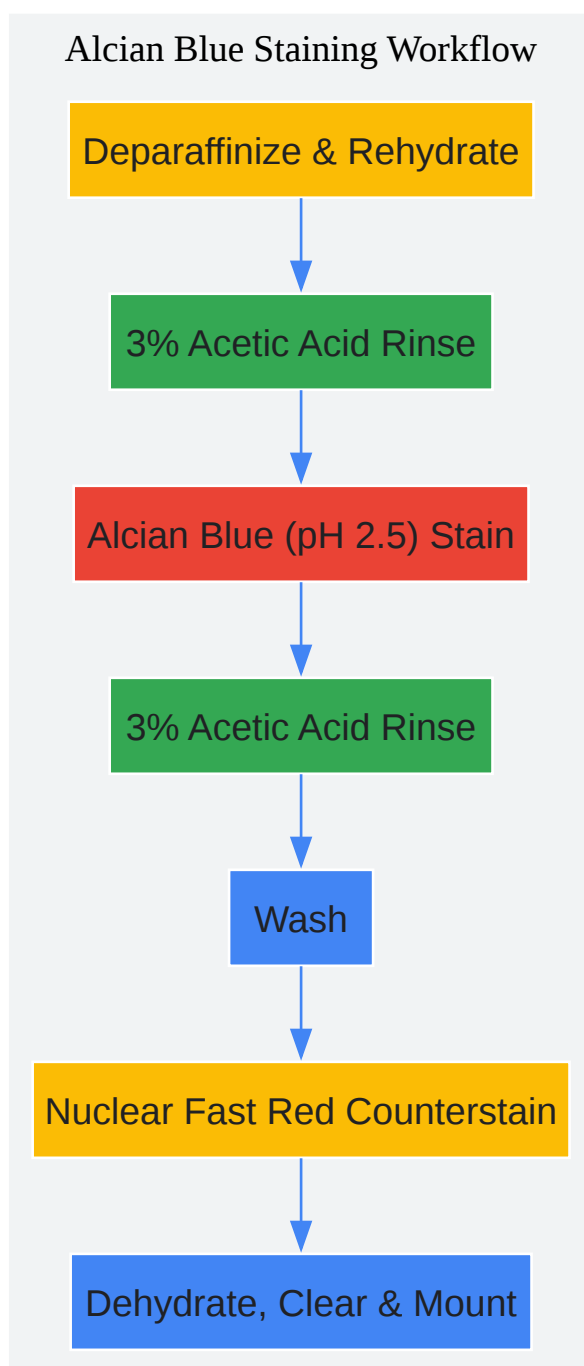 Alcian Blue Staining Workflow
Deparaffinize & Rehydrate
3% Acetic Acid Rinse
Alcian Blue (pH 2.5) Stain
3% Acetic Acid Rinse
Wash
Nuclear Fast Red Counterstain
Dehydrate, Clear & Mount